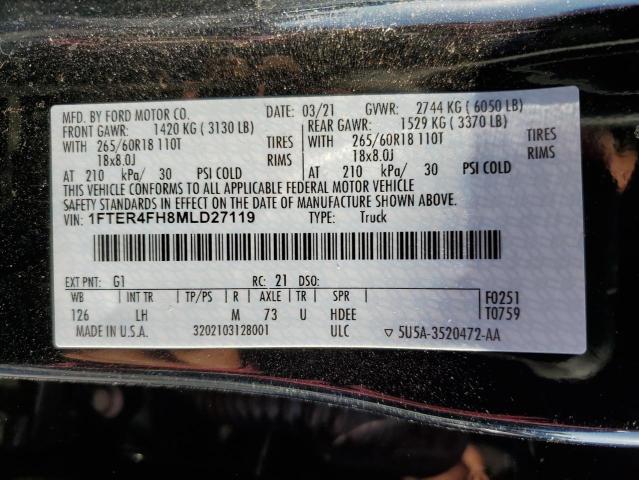 MFD. BY FORD MOTOR CO. DATE: 03/21 GVWR: 2744 KG ( 6050 LB)
FRONT GAWR: 1420 KG ( 3130 LB) REAR GAWR: 1529 KG ( 3370 LB)
WITH 265/60R18 110T TIRES WITH 265/60R18 110T TIRES
18x8.0J RIMS 18x8.0J RIMS
AT 210 kPa/ 30 PSI COLD AT 210 kPa/ 30 PSI COLD
THIS VEHICLE CONFORMS TO ALL APPLICABLE FEDERAL MOTOR VEHICLE
SAFETY STANDARDS IN EFFECT ON THE DATE OF MANUFACTURE SHOWN ABOVE.
VIN: 1FTER4FH8MLD27119 TYPE: Truck
EXT PNT: G1 RC: 21 DSO:
WB INT TR TP/PS R AXLE TR SPR F0251
126 LH M 73 U HDEE T0759
MADE IN U.S.A. 3202103128001 ULC ▽ 5U5A-3520472-AA